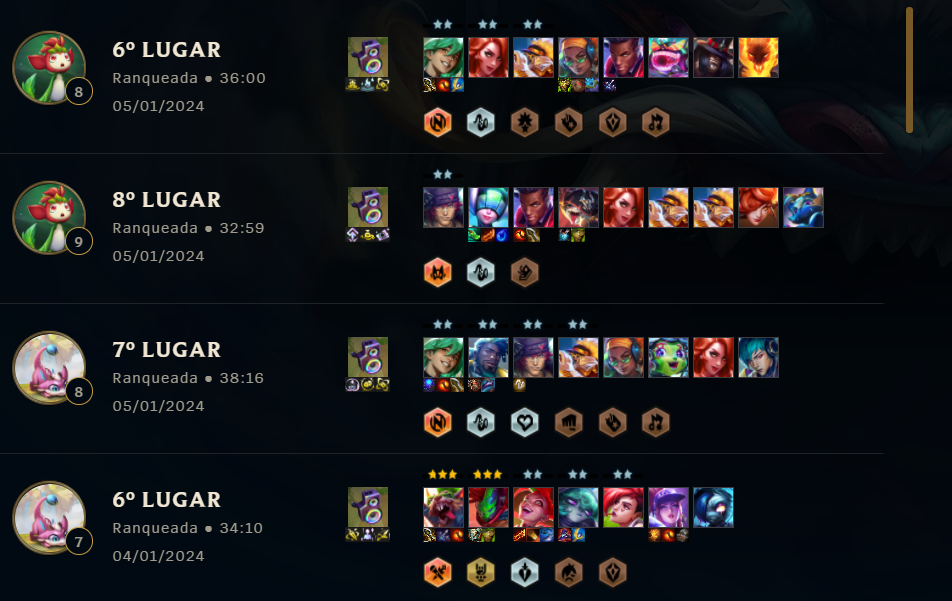 6º LUGAR
Ranqueada • 36:00
05/01/2024
8
8º LUGAR
Ranqueada • 32:59
05/01/2024
9
7º LUGAR
Ranqueada • 38:16
05/01/2024
8
6º LUGAR
Ranqueada • 34:10
04/01/2024
7